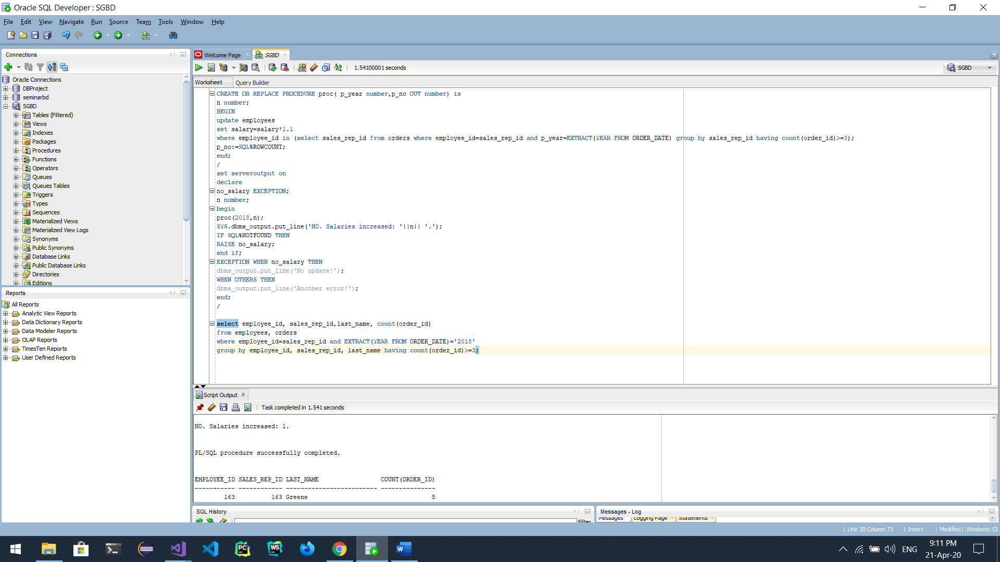 Oracle SQL Developer : SGBD
File Edit View Navigate Run Source Team Tools Window Help
Connections
Oracle Connections
DBProject
seminarbd
SGBD
Tables (Filtered)
Views
Indexes
Packages
Procedures
Functions
Operators
Queues
Queues Tables
Triggers
Types
Sequences
Materialized Views
Materialized View Logs
Synonyms
Public Synonyms
Database Links
Public Database Links
Directories
Editions
Reports
All Reports
Analytic View Reports
Data Dictionary Reports
Data Modeler Reports
OLAP Reports
TimesTen Reports
User Defined Reports
Welcome Page SGBD
1.54100001 seconds
SGBD
Worksheet Query Builder
CREATE OR REPLACE PROCEDURE proc( p_year number,p_no OUT number) is
n number;
BEGIN
update employees
set salary=salary*1.1
where employee_id in (select sales_rep_id from orders where employee_id=sales_rep_id and p_year=EXTRACT(YEAR FROM ORDER_DATE) group by sales_rep_id having count(order_id)>=3);
p_no:=SQL%ROWCOUNT;
end;
/
set serveroutput on
declare
no_salary EXCEPTION;
n number;
begin
proc(2018,n);
SYS.dbms_output.put_line('NO. Salaries increased: '||n|| '.');
IF SQL%NOTFOUND THEN
RAISE no_salary;
end if;
EXCEPTION WHEN no_salary THEN
dbms_output.put_line('No update!');
WHEN OTHERS THEN
dbms_output.put_line('Another error!');
end;
/
select employee_id, sales_rep_id,last_name, count(order_id)
from employees, orders
where employee_id=sales_rep_id and EXTRACT(YEAR FROM ORDER_DATE)='2018'
group by employee_id, sales_rep_id, last_name having count(order_id)>=3;
Script Output
Task completed in 1.541 seconds
NO. Salaries increased: 1.
PL/SQL procedure successfully completed.
EMPLOYEE_ID SALES_REP_ID LAST_NAME COUNT(ORDER_ID)
----------- ------------ ------------------------- ---------------
163 163 Greene 5
SQL History
Filter
Messages - Log
Messages Logging Page Statements
Line 30 Column 73 | Insert | Modified | Windows: CF
ENG
9:11 PM
21-Apr-20